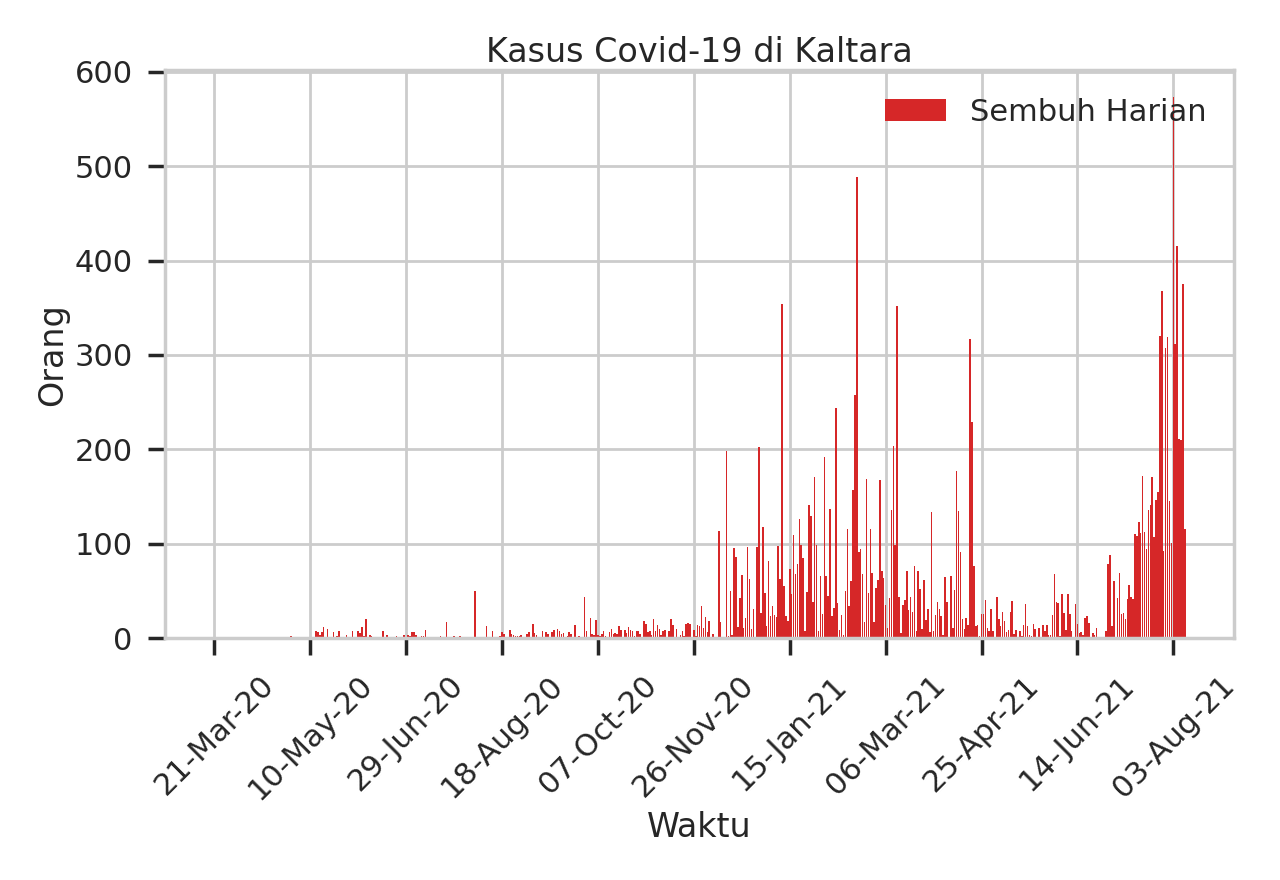 Kasus Covid-19 di Kaltara
Sembuh Harian
600
500
400
300
200
100
0
Orang
21-Mar-20
10-May-20
29-Jun-20
18-Aug-20
07-Oct-20
26-Nov-20
15-Jan-21
06-Mar-21
25-Apr-21
14-Jun-21
03-Aug-21
Waktu